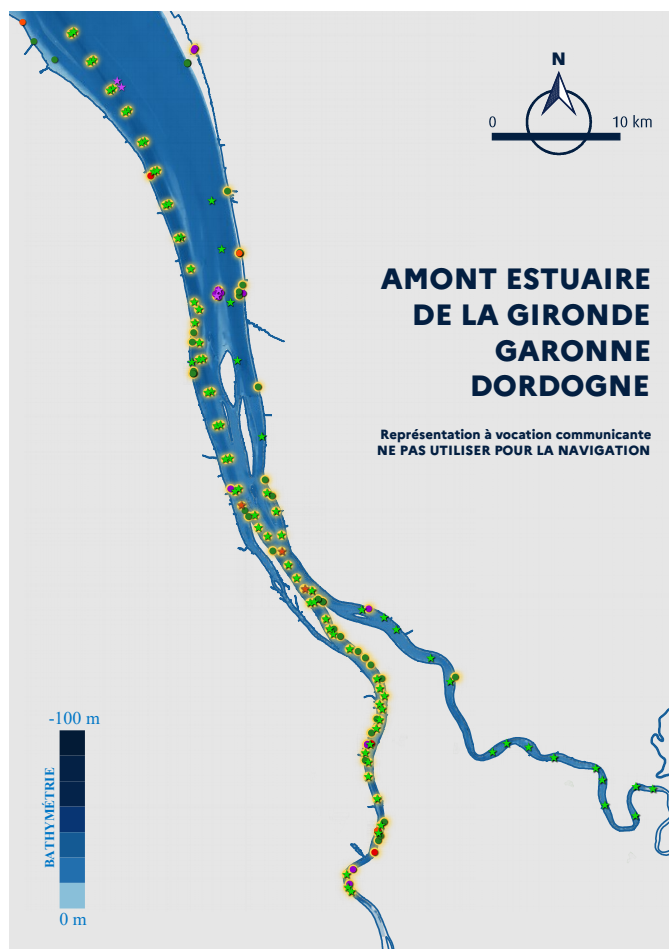 N
0 10 km
AMONT ESTUAIRE
DE LA GIRONDE
GARONNE
DORDOGNE
Représentation à vocation communicante
NE PAS UTILISER POUR LA NAVIGATION
-100 m
BATHYMÉTRIE
0 m